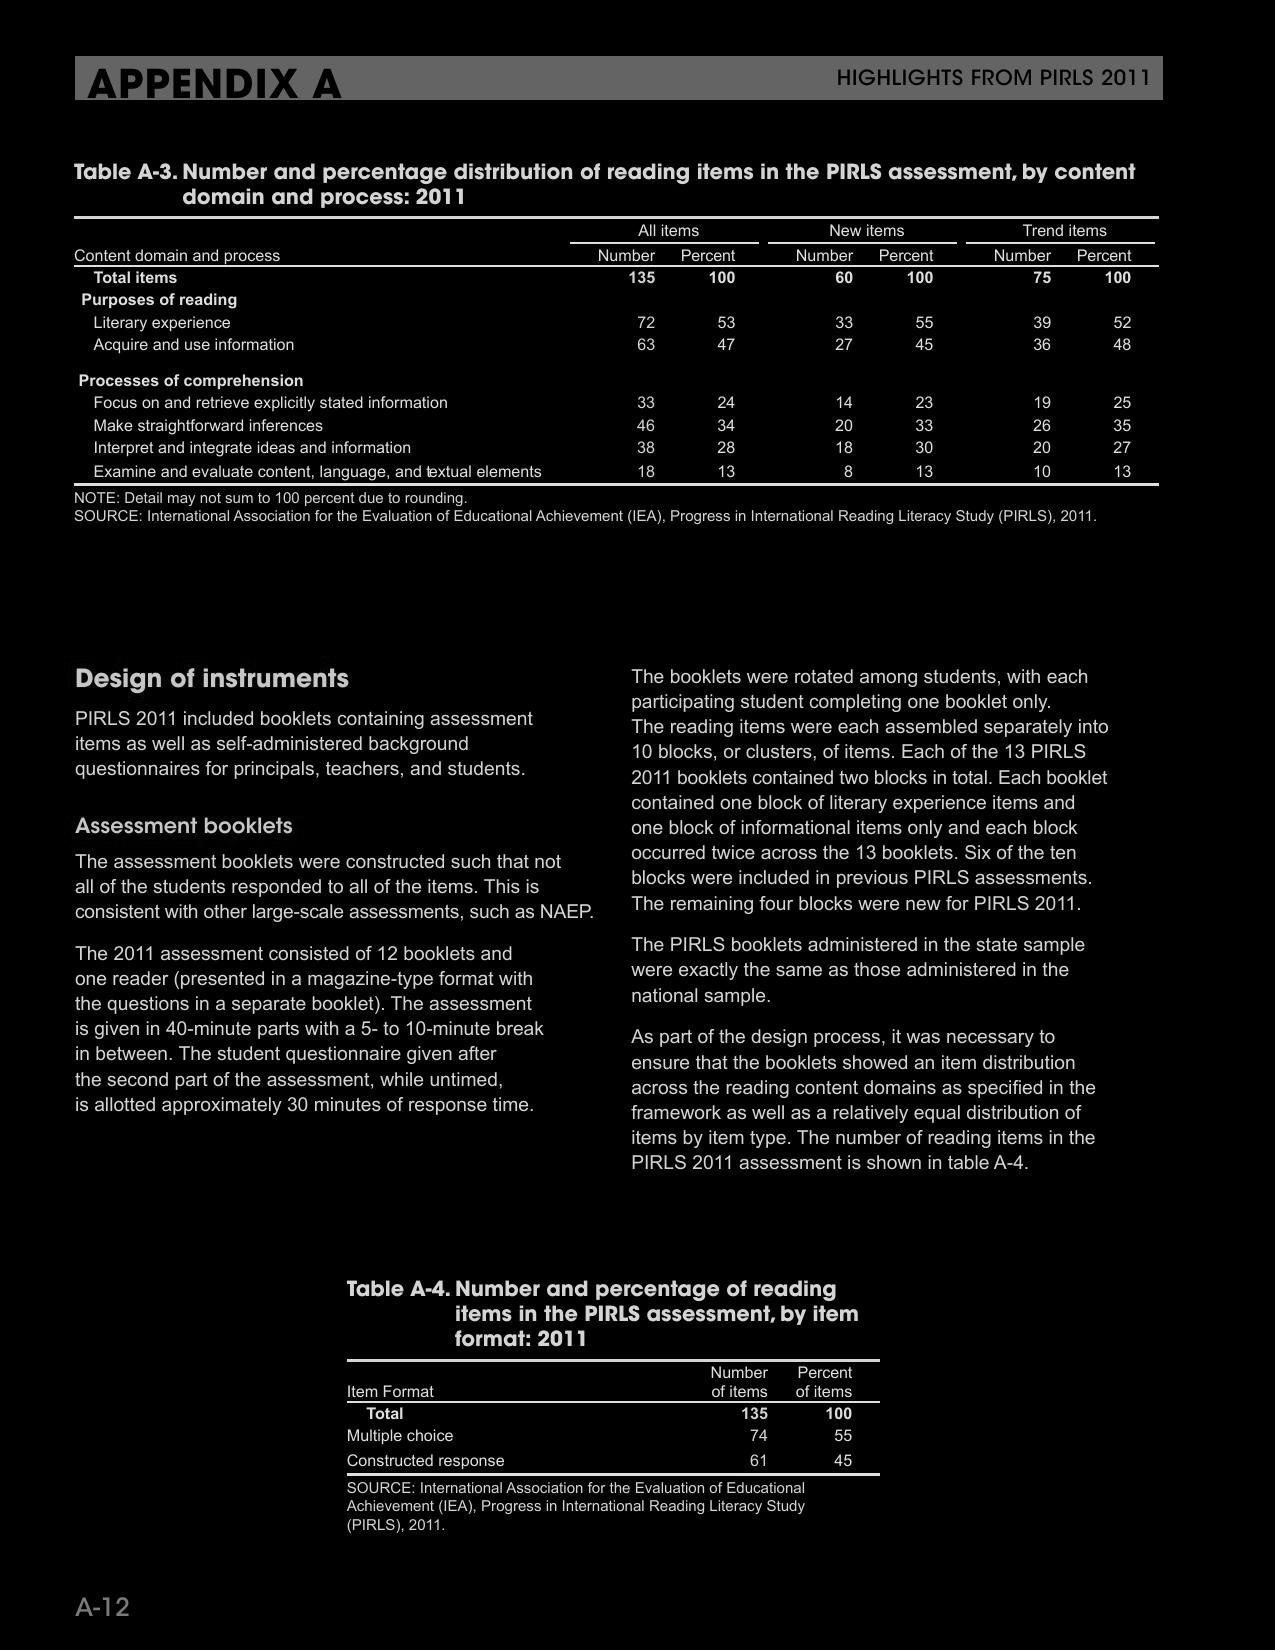 APPENDIX A
HIGHLIGHTS FROM PIRLS 2011
Table A-3. Number and percentage distribution of reading items in the PIRLS assessment, by content
domain and process: 2011
All items New items Trend items
Content domain and process Number Percent Number Percent Number Percent
Total items 135 100 60 100 75 100
Purposes of reading
Literary experience 72 53 33 55 39 52
Acquire and use information 63 47 27 45 36 48
Processes of comprehension
Focus on and retrieve explicitly stated information 33 24 14 23 19 25
Make straightforward inferences 46 34 20 33 26 35
Interpret and integrate ideas and information 38 28 18 30 20 27
Examine and evaluate content, language, and textual elements 18 13 8 13 10 13
NOTE: Detail may not sum to 100 percent due to rounding.
SOURCE: International Association for the Evaluation of Educational Achievement (IEA), Progress in International Reading Literacy Study (PIRLS), 2011.
Design of instruments
PIRLS 2011 included booklets containing assessment
items as well as self-administered background
questionnaires for principals, teachers, and students.
Assessment booklets
The assessment booklets were constructed such that not
all of the students responded to all of the items. This is
consistent with other large-scale assessments, such as NAEP.
The 2011 assessment consisted of 12 booklets and
one reader (presented in a magazine-type format with
the questions in a separate booklet). The assessment
is given in 40-minute parts with a 5- to 10-minute break
in between. The student questionnaire given after
the second part of the assessment, while untimed,
is allotted approximately 30 minutes of response time.
The booklets were rotated among students, with each
participating student completing one booklet only.
The reading items were each assembled separately into
10 blocks, or clusters, of items. Each of the 13 PIRLS
2011 booklets contained two blocks in total. Each booklet
contained one block of literary experience items and
one block of informational items only and each block
occurred twice across the 13 booklets. Six of the ten
blocks were included in previous PIRLS assessments.
The remaining four blocks were new for PIRLS 2011.
The PIRLS booklets administered in the state sample
were exactly the same as those administered in the
national sample.
As part of the design process, it was necessary to
ensure that the booklets showed an item distribution
across the reading content domains as specified in the
framework as well as a relatively equal distribution of
items by item type. The number of reading items in the
PIRLS 2011 assessment is shown in table A-4.
Table A-4. Number and percentage of reading
items in the PIRLS assessment, by item
format: 2011
Number Percent
Item Format of items of items
Total 135 100
Multiple choice 74 55
Constructed response 61 45
SOURCE: International Association for the Evaluation of Educational
Achievement (IEA), Progress in International Reading Literacy Study
(PIRLS), 2011.
A-12